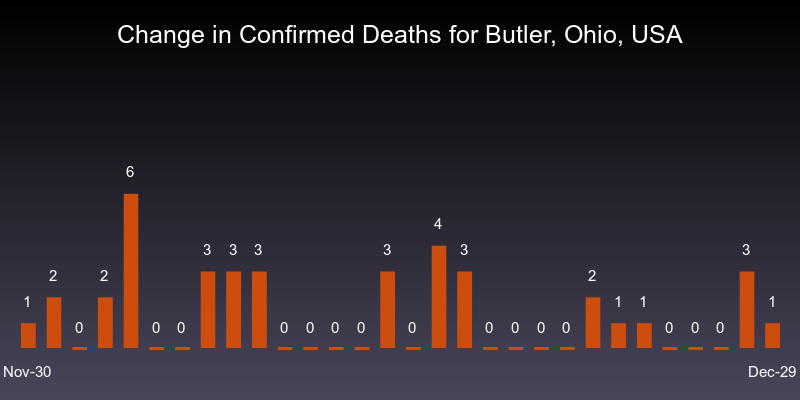 Change in Confirmed Deaths for Butler, Ohio, USA
6
4
3 3 3 3 3 3
2 2 2
1 1 1 1
0 0 0 0 0 0 0 0 0 0 0 0 0 0 0 0
Nov-30 Dec-29